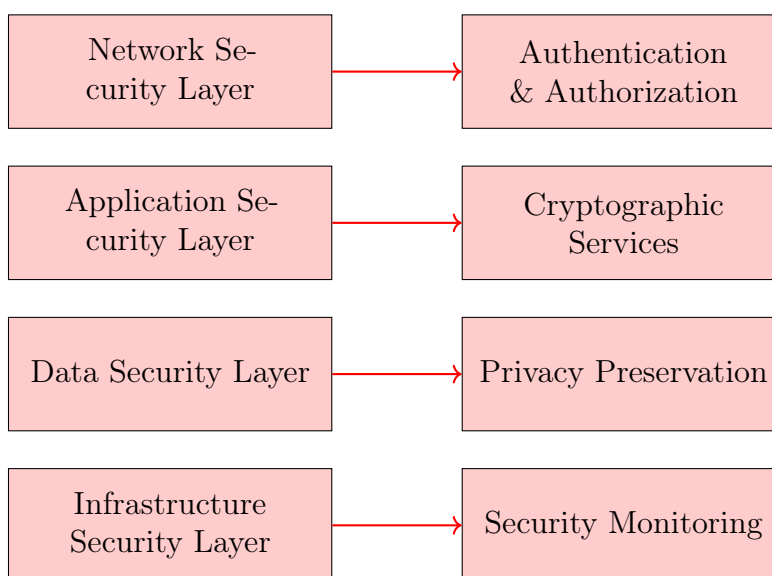 Network Se-
curity Layer
Authentication
& Authorization
Application Se-
curity Layer
Cryptographic
Services
Data Security Layer
Privacy Preservation
Infrastructure
Security Layer
Security Monitoring